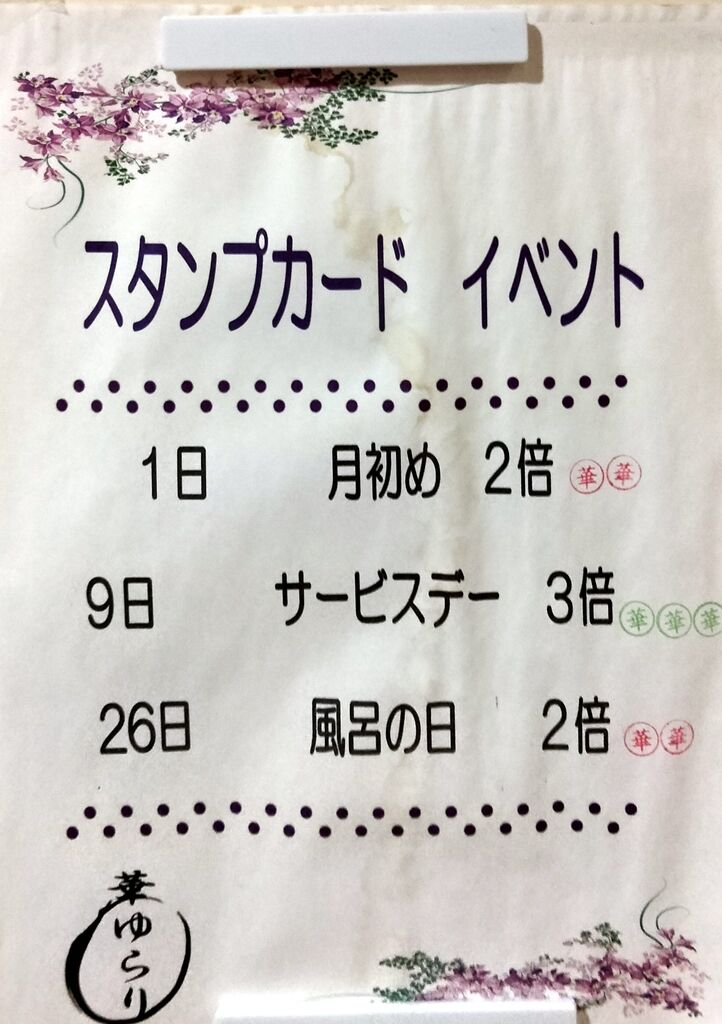 スタンプカード イベント
1日 月初め 2倍 華 華
9日 サービスデー 3倍 華 華 華
26日 風呂の日 2倍 華 華
華
ゆらり